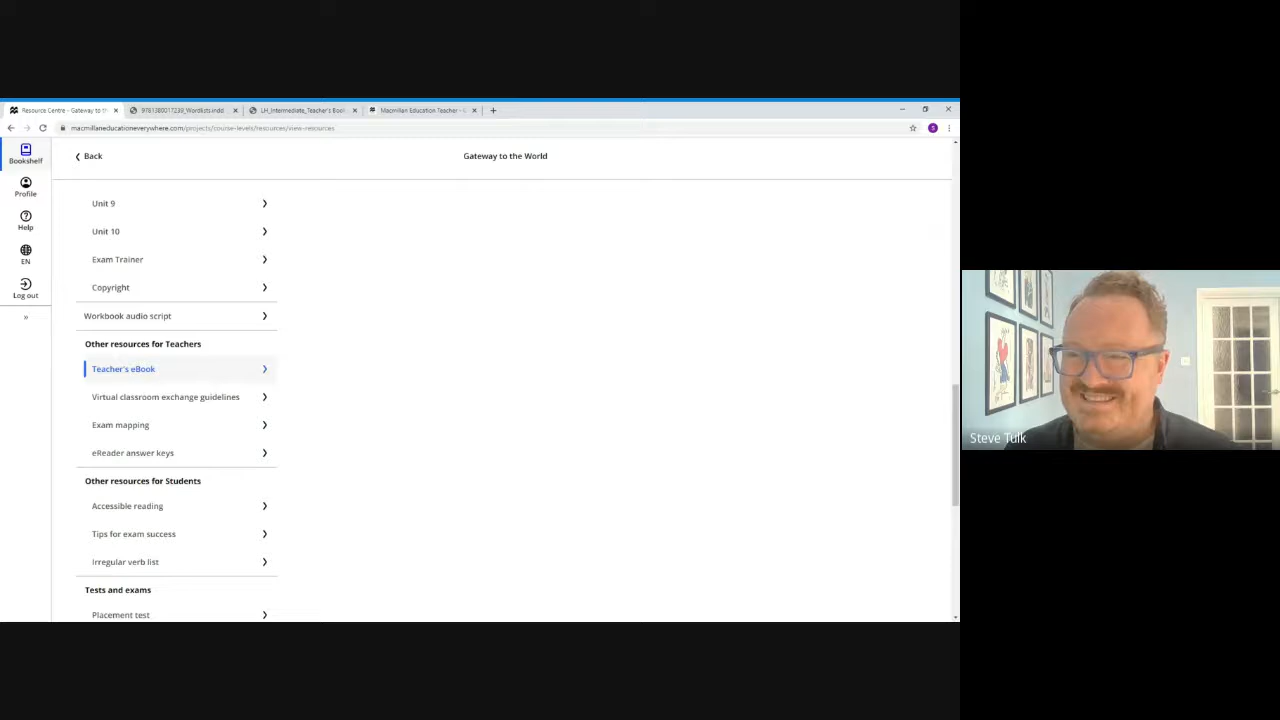 Resource Centre - Gateway to th
9781380017239_Wordlists.indd
LH_Intermediate_Teacher's Book
Macmillan Education Teacher -
macmillaneducationeverywhere.com/projects/course-levels/resources/view-resources
S
Bookshelf
Profile
Help
EN
Log out
»
Back
Gateway to the World
Unit 9
Unit 10
Exam Trainer
Copyright
Workbook audio script
Other resources for Teachers
Teacher's eBook
Virtual classroom exchange guidelines
Exam mapping
eReader answer keys
Other resources for Students
Accessible reading
Tips for exam success
Irregular verb list
Tests and exams
Placement test
Steve Tulk